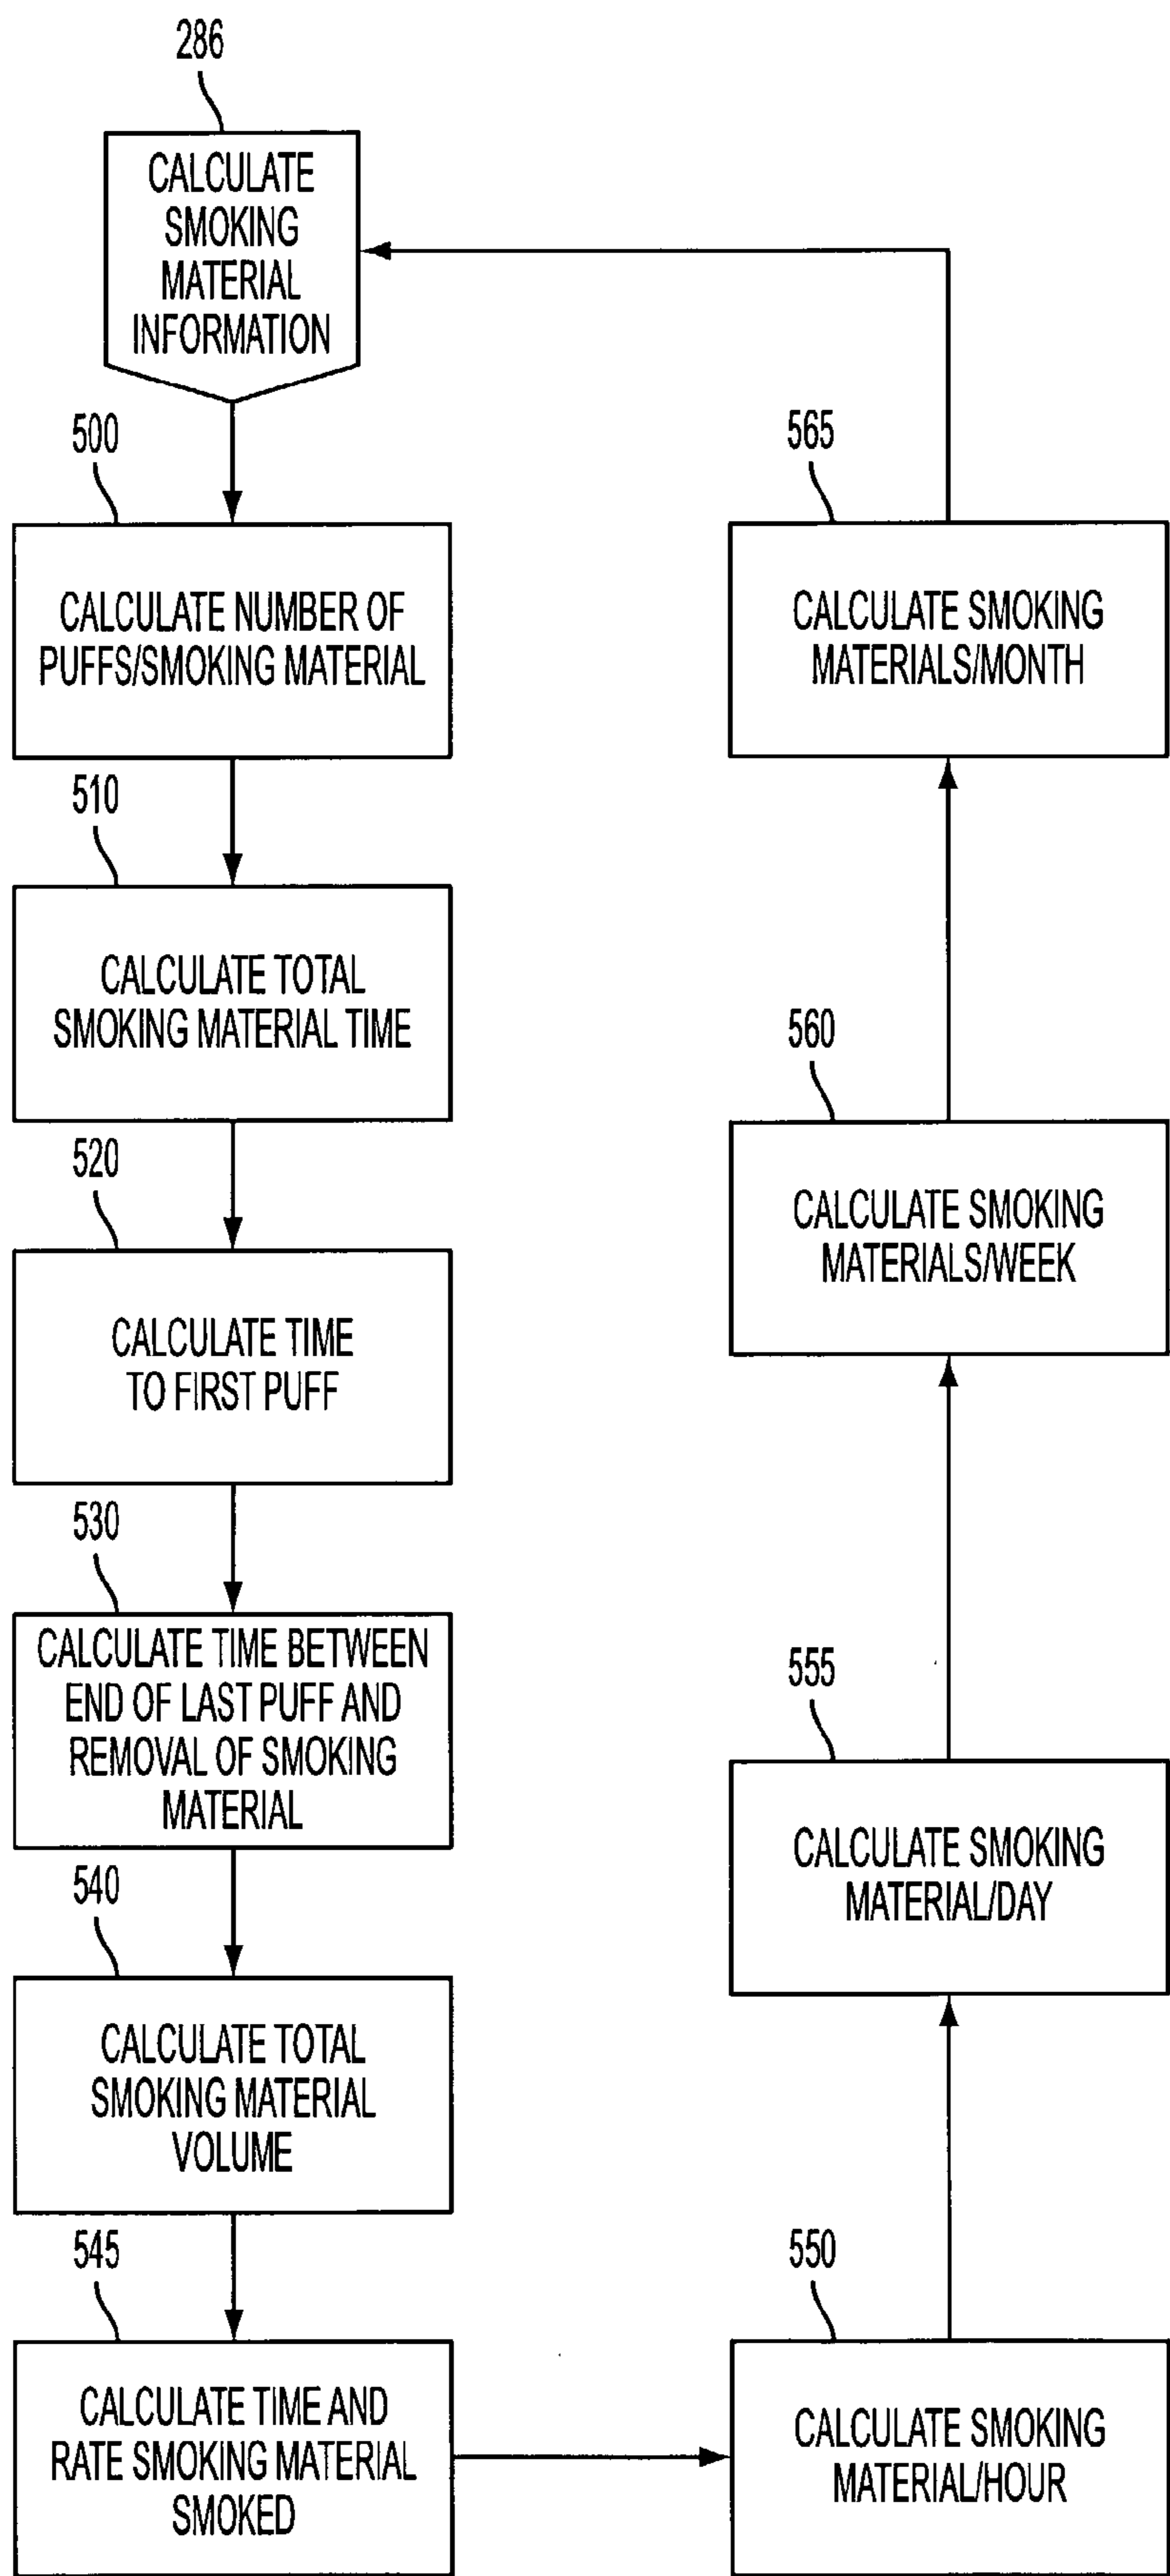 286
CALCULATE
SMOKING
MATERIAL
INFORMATION
500
CALCULATE NUMBER OF
PUFFS/SMOKING MATERIAL
510
CALCULATE TOTAL
SMOKING MATERIAL TIME
520
CALCULATE TIME
TO FIRST PUFF
530
CALCULATE TIME BETWEEN
END OF LAST PUFF AND
REMOVAL OF SMOKING
MATERIAL
540
CALCULATE TOTAL
SMOKING MATERIAL
VOLUME
545
CALCULATE TIME AND
RATE SMOKING MATERIAL
SMOKED
550
CALCULATE SMOKING
MATERIAL/HOUR
555
CALCULATE SMOKING
MATERIAL/DAY
560
CALCULATE SMOKING
MATERIALS/WEEK
565
CALCULATE SMOKING
MATERIALS/MONTH